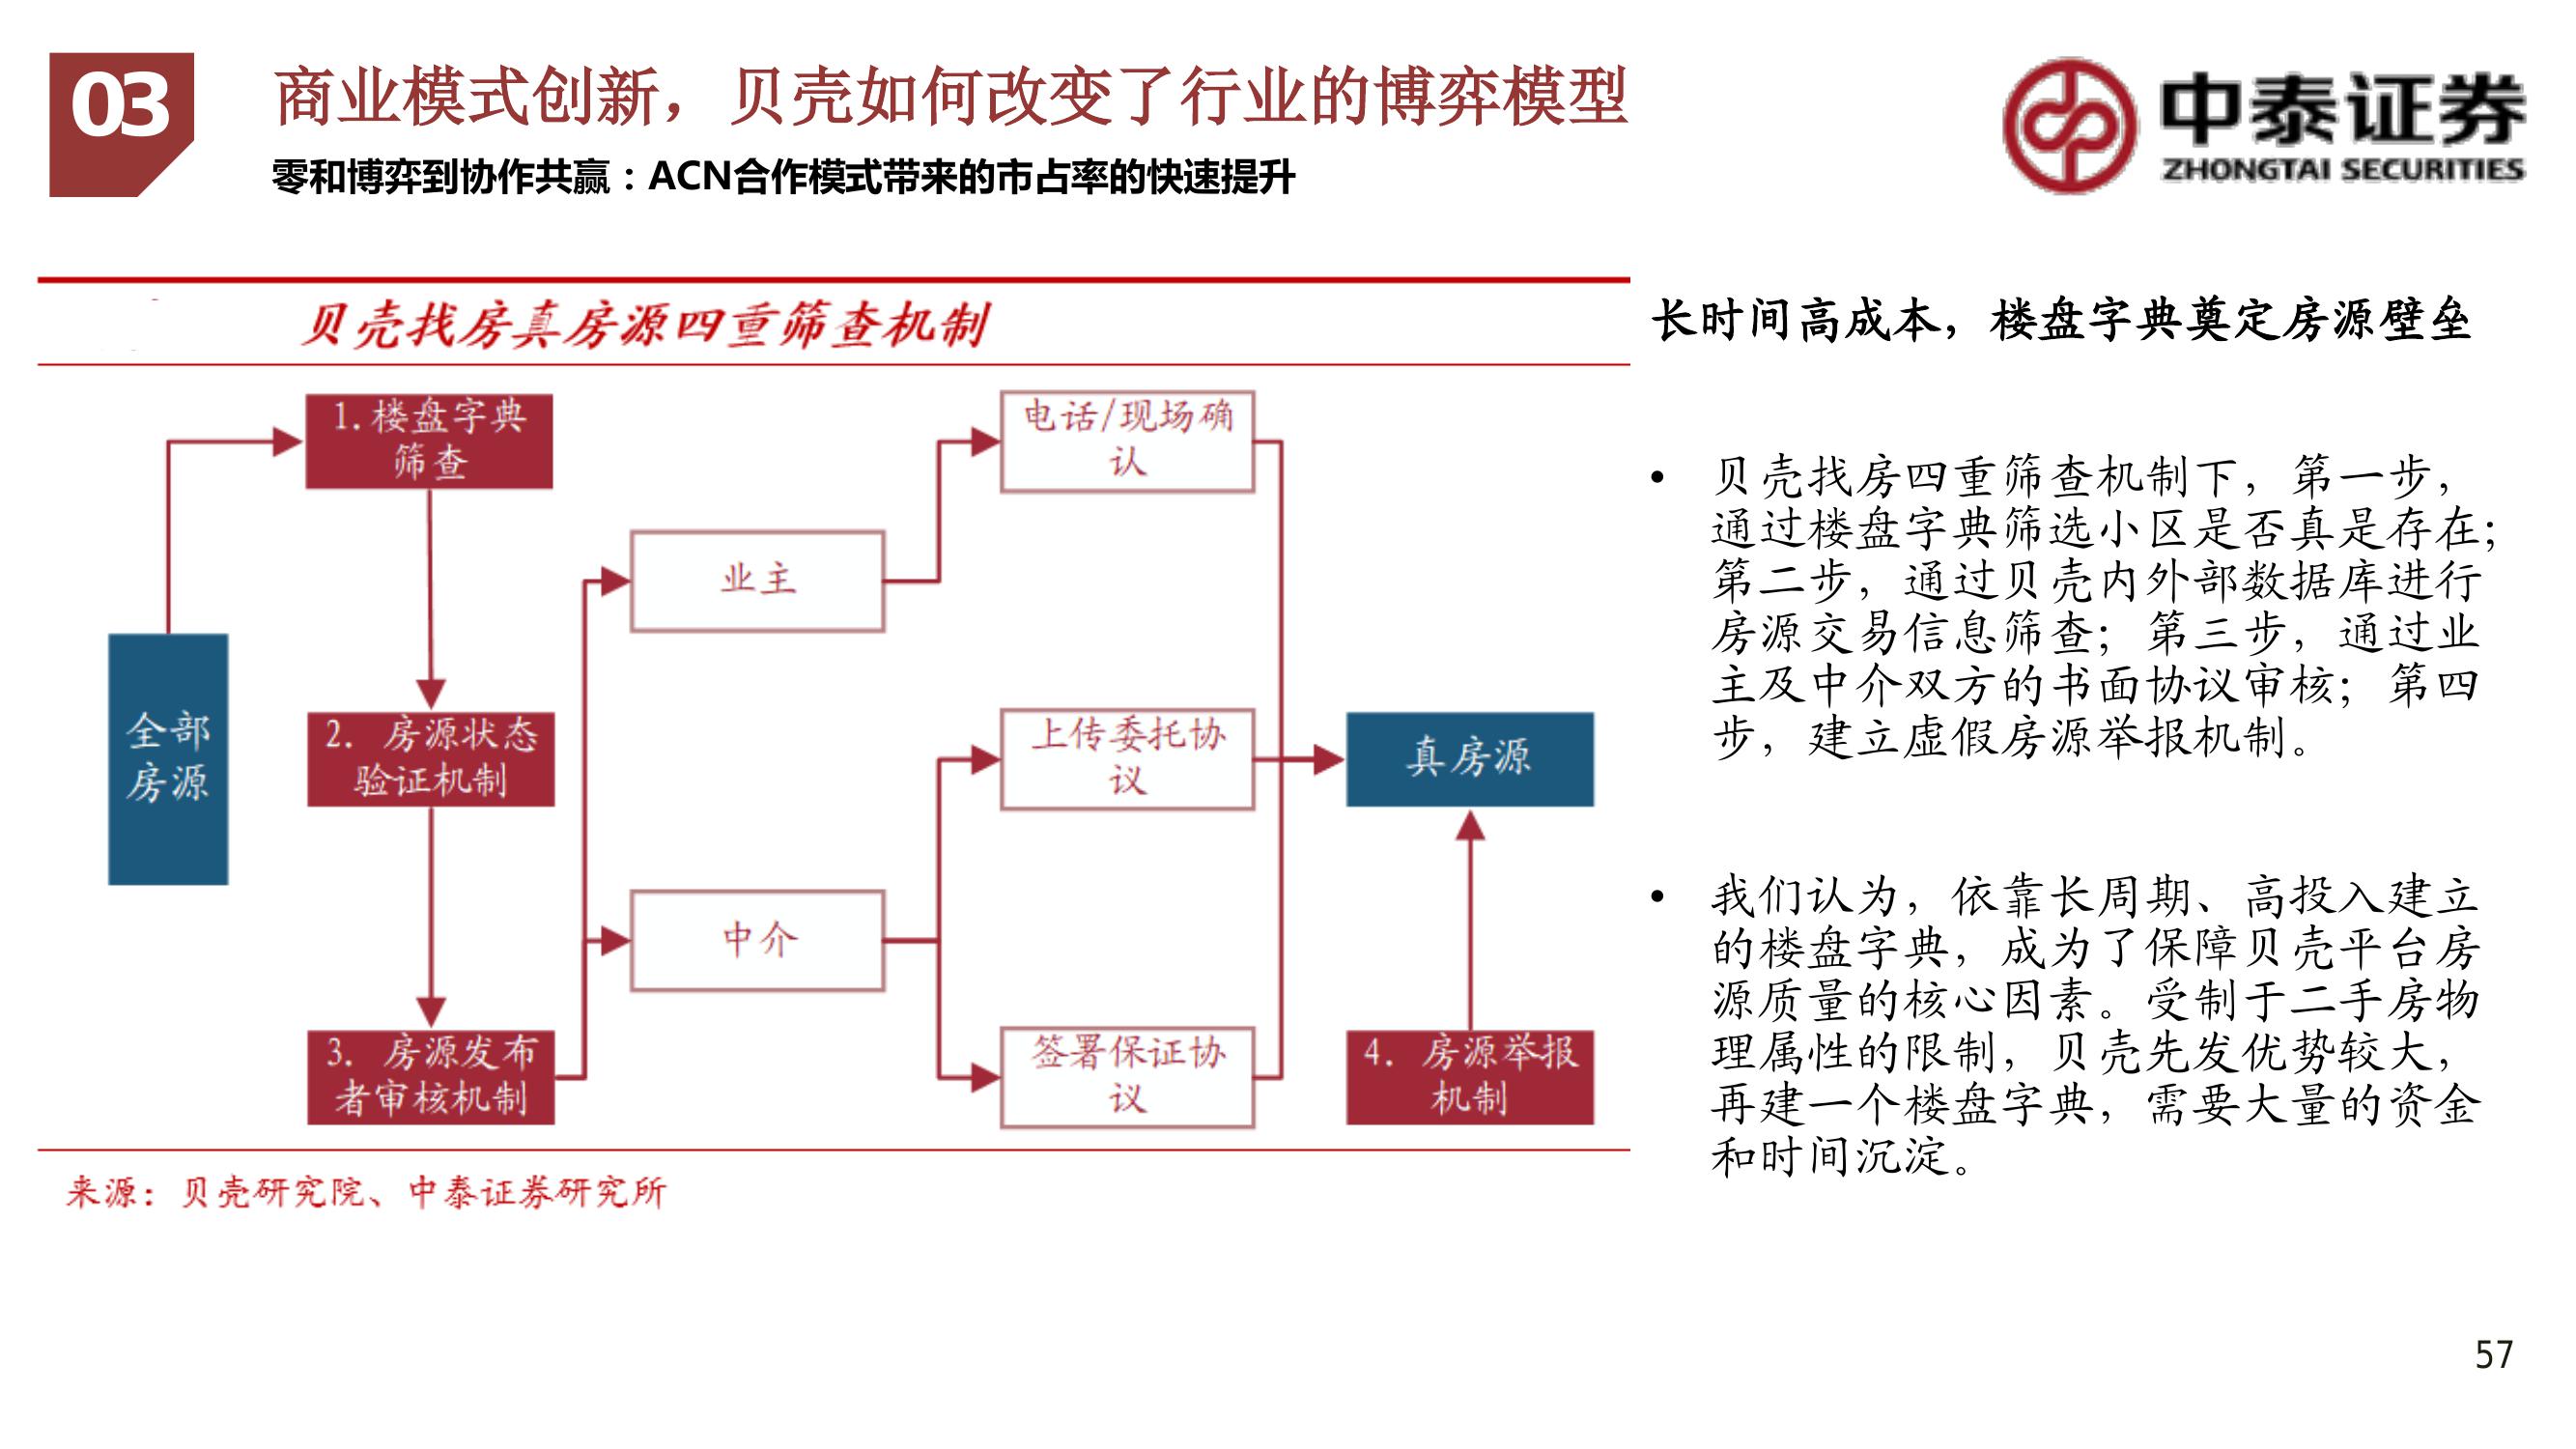 03
商业模式创新，贝壳如何改变了行业的博弈模型
零和博弈到协作共赢：ACN合作模式带来的市占率的快速提升
中泰证券
ZHONGTAI SECURITIES
贝壳找房真房源四重筛查机制
全部
房源
1.楼盘字典
筛查
2. 房源状态
验证机制
3. 房源发布
者审核机制
业主
中介
电话/现场确
认
上传委托协
议
签署保证协
议
真房源
4. 房源举报
机制
来源：贝壳研究院、中泰证券研究所
长时间高成本，楼盘字典奠定房源壁垒
• 贝壳找房四重筛查机制下，第一步，
通过楼盘字典筛选小区是否真是存在；
第二步，通过贝壳内外部数据库进行
房源交易信息筛查；第三步，通过业
主及中介双方的书面协议审核；第四
步，建立虚假房源举报机制。
• 我们认为，依靠长周期、高投入建立
的楼盘字典，成为了保障贝壳平台房
源质量的核心因素。受制于二手房物
理属性的限制，贝壳先发优势较大，
再建一个楼盘字典，需要大量的资金
和时间沉淀。
57